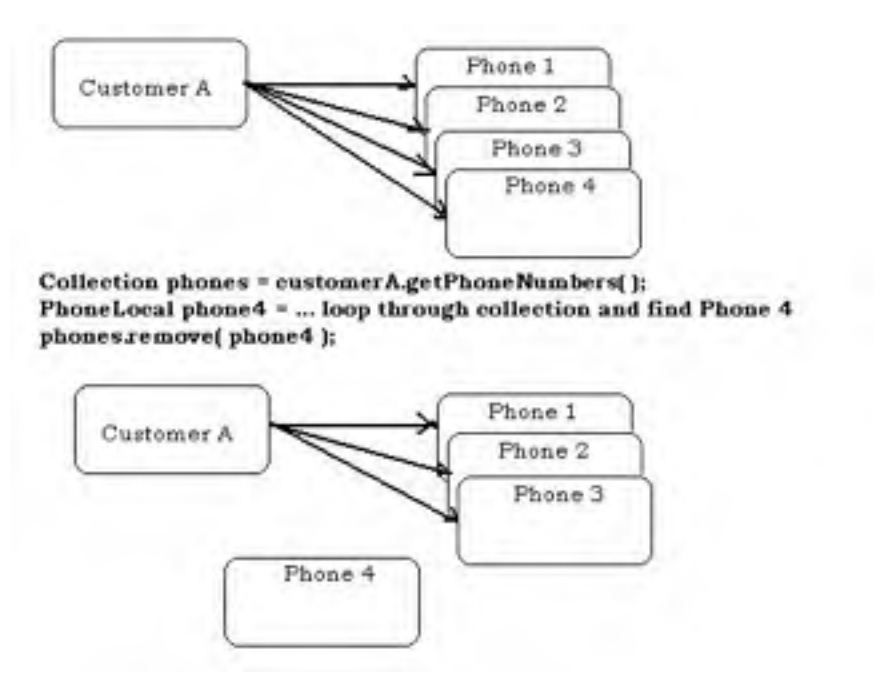 Customer A
Phone 1
Phone 2
Phone 3
Phone 4
Collection phones = customerA.getPhoneNumbers( );
PhoneLocal phone4 = ... loop through collection and find Phone 4
phones.remove( phone4 );
Customer A
Phone 1
Phone 2
Phone 3
Phone 4